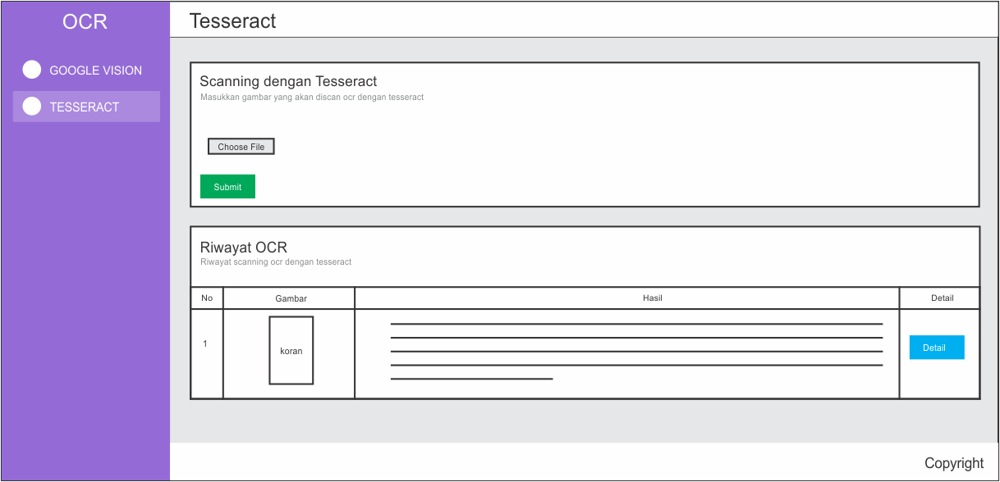 OCR
GOOGLE VISION
TESSERACT
Tesseract
Scanning dengan Tesseract
Masukkan gambar yang akan discan ocr dengan tesseract
Choose File
Submit
Riwayat OCR
Riwayat scanning ocr dengan tesseract
No Gambar Hasil Detail
1 koran Detail
Copyright